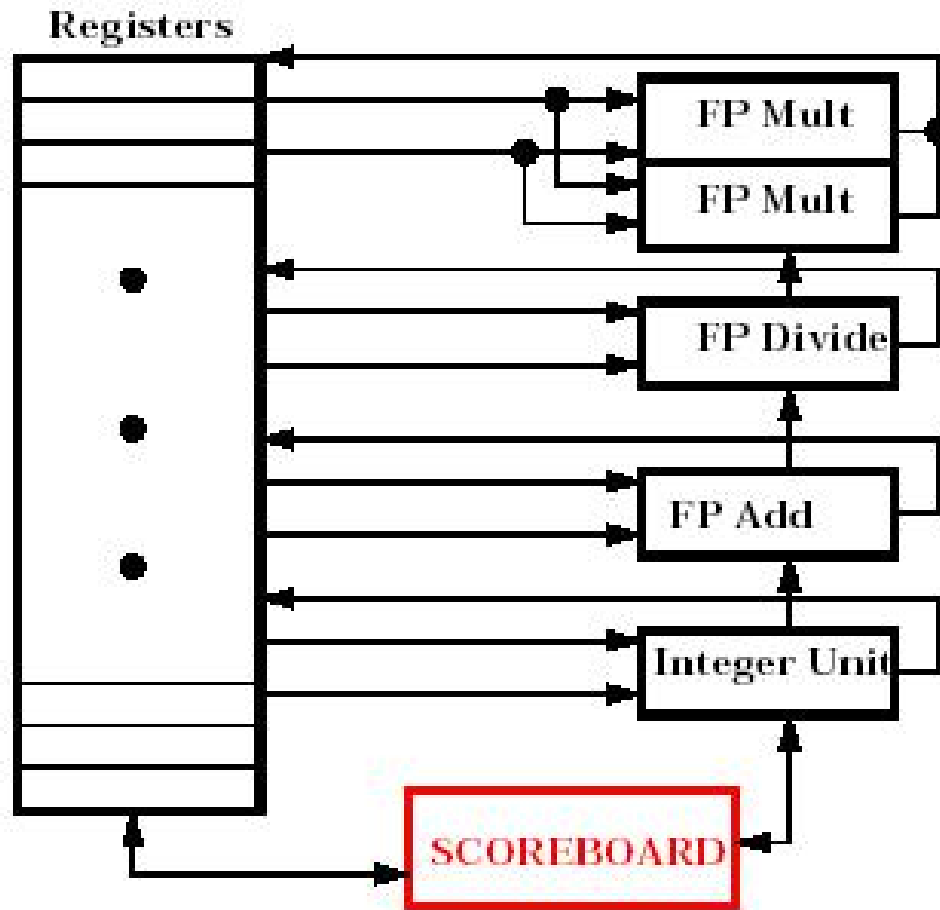 Registers
FP Mult
FP Mult
FP Divide
FP Add
Integer Unit
SCOREBOARD